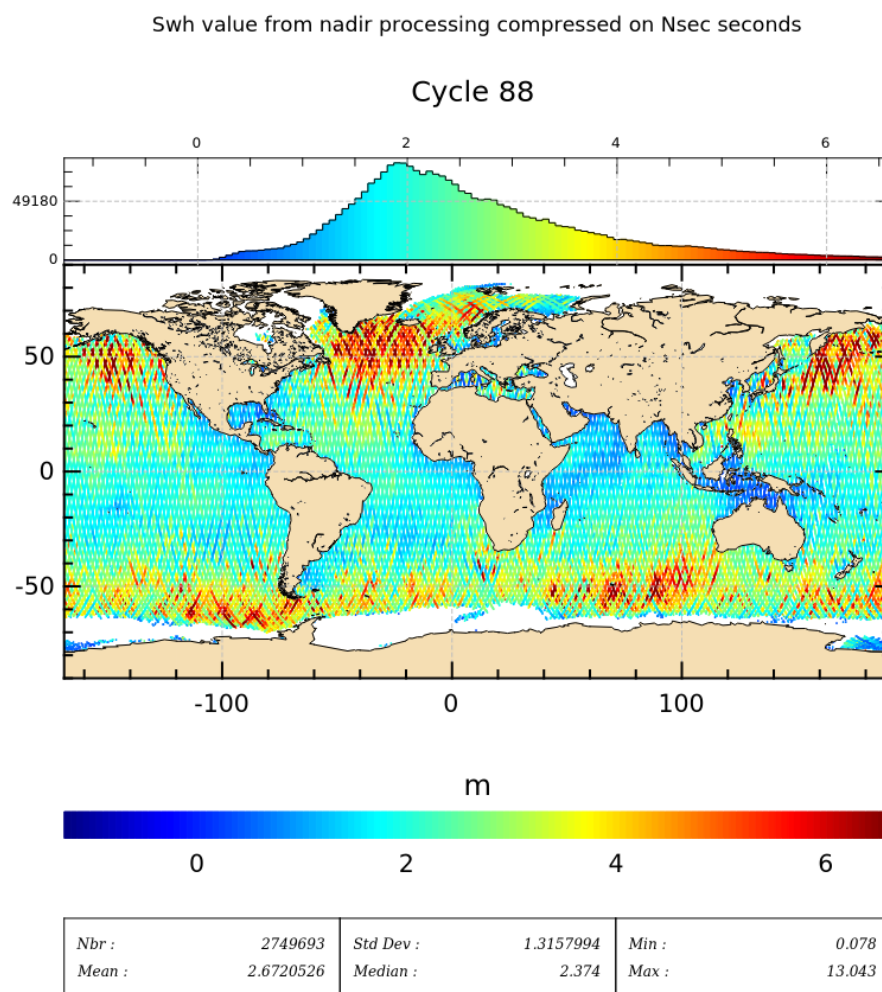 Swh value from nadir processing compressed on Nsec seconds
Cycle 88
0 2 4 6
49180
0
50
0
-50
-100 0 100
m
0 2 4 6
Nbr : 2749693 Std Dev : 1.3157994 Min : 0.078
Mean : 2.6720526 Median : 2.374 Max : 13.043